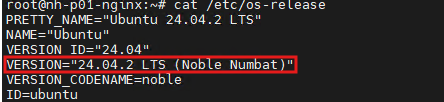 root@nh-p01-nginx:~# cat /etc/os-release
PRETTY_NAME="Ubuntu 24.04.2 LTS"
NAME="Ubuntu"
VERSION_ID="24.04"
VERSION="24.04.2 LTS (Noble Numbat)"
VERSION_CODENAME=noble
ID=ubuntu